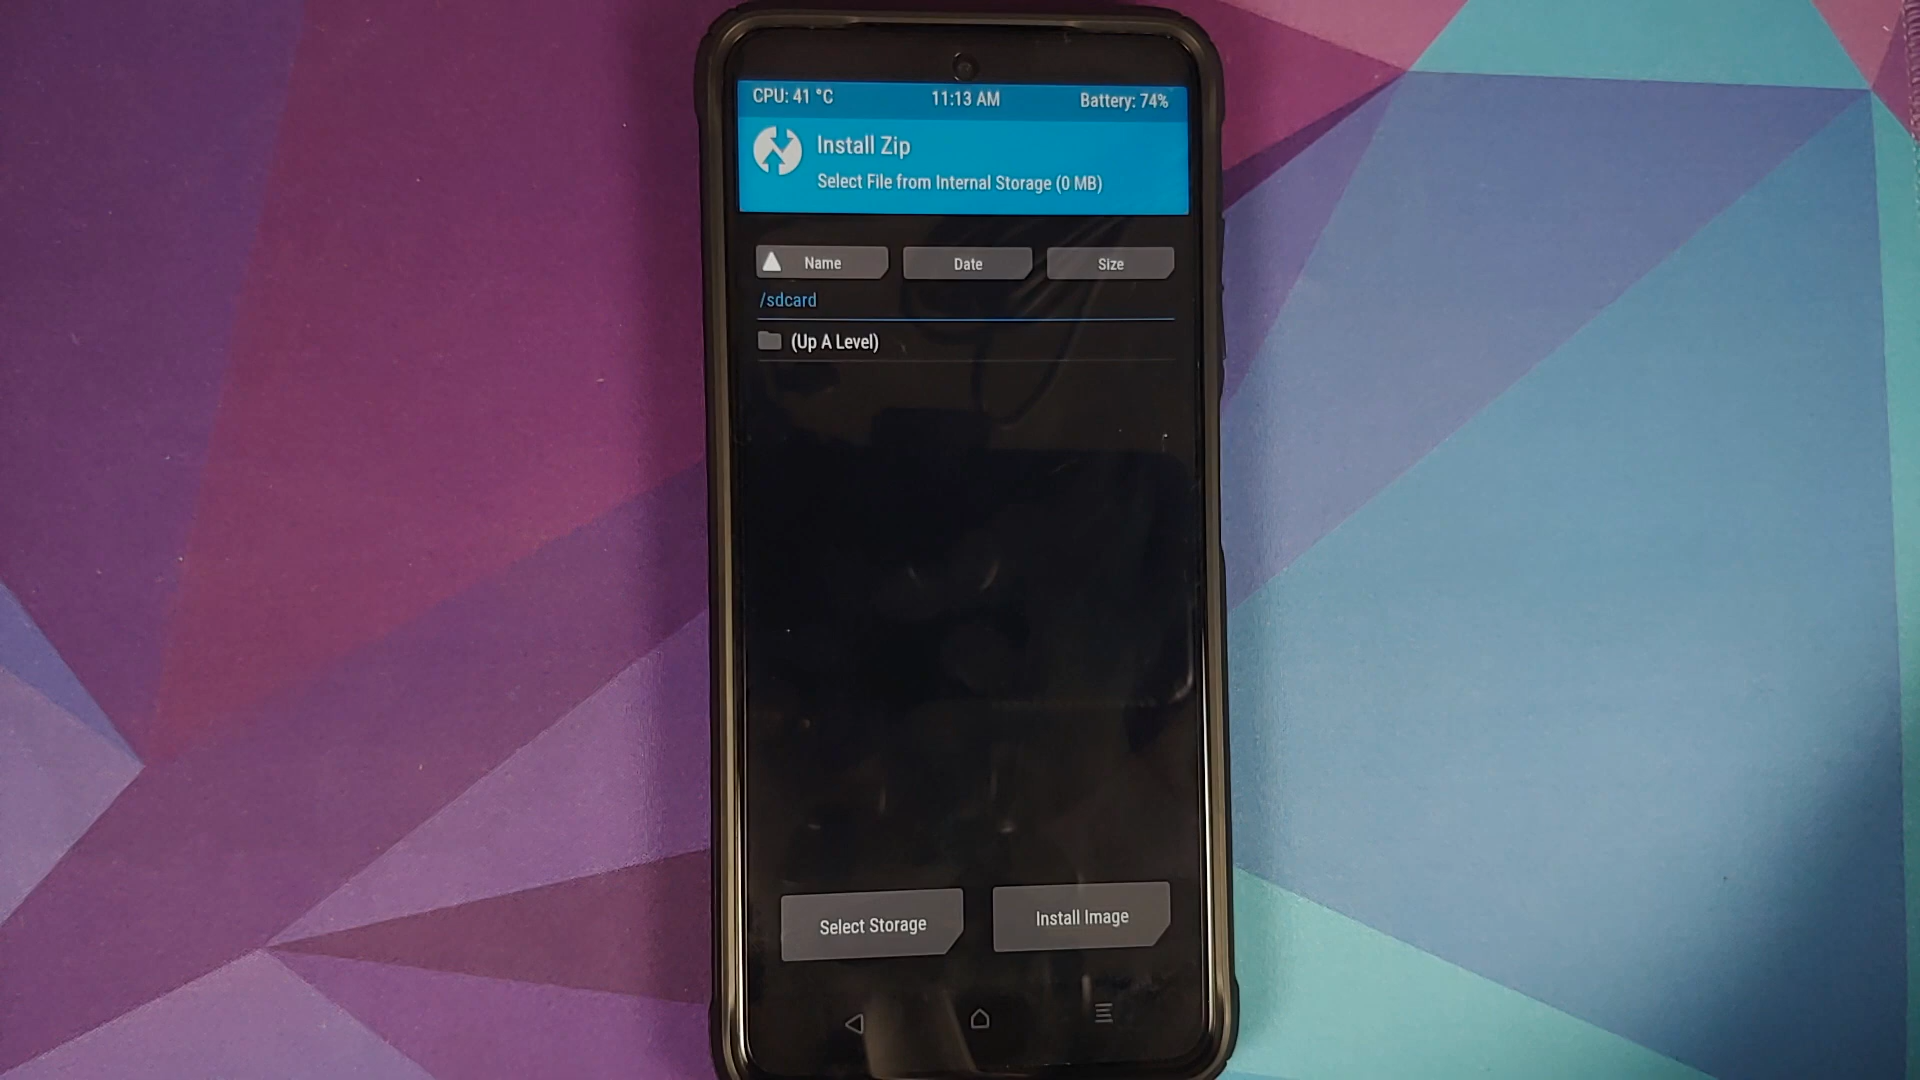 CPU: 41 °C 11:13 AM Battery: 74%
Install Zip
Select File from Internal Storage (0 MB)
Name Date Size
/sdcard
(Up A Level)
Select Storage Install Image